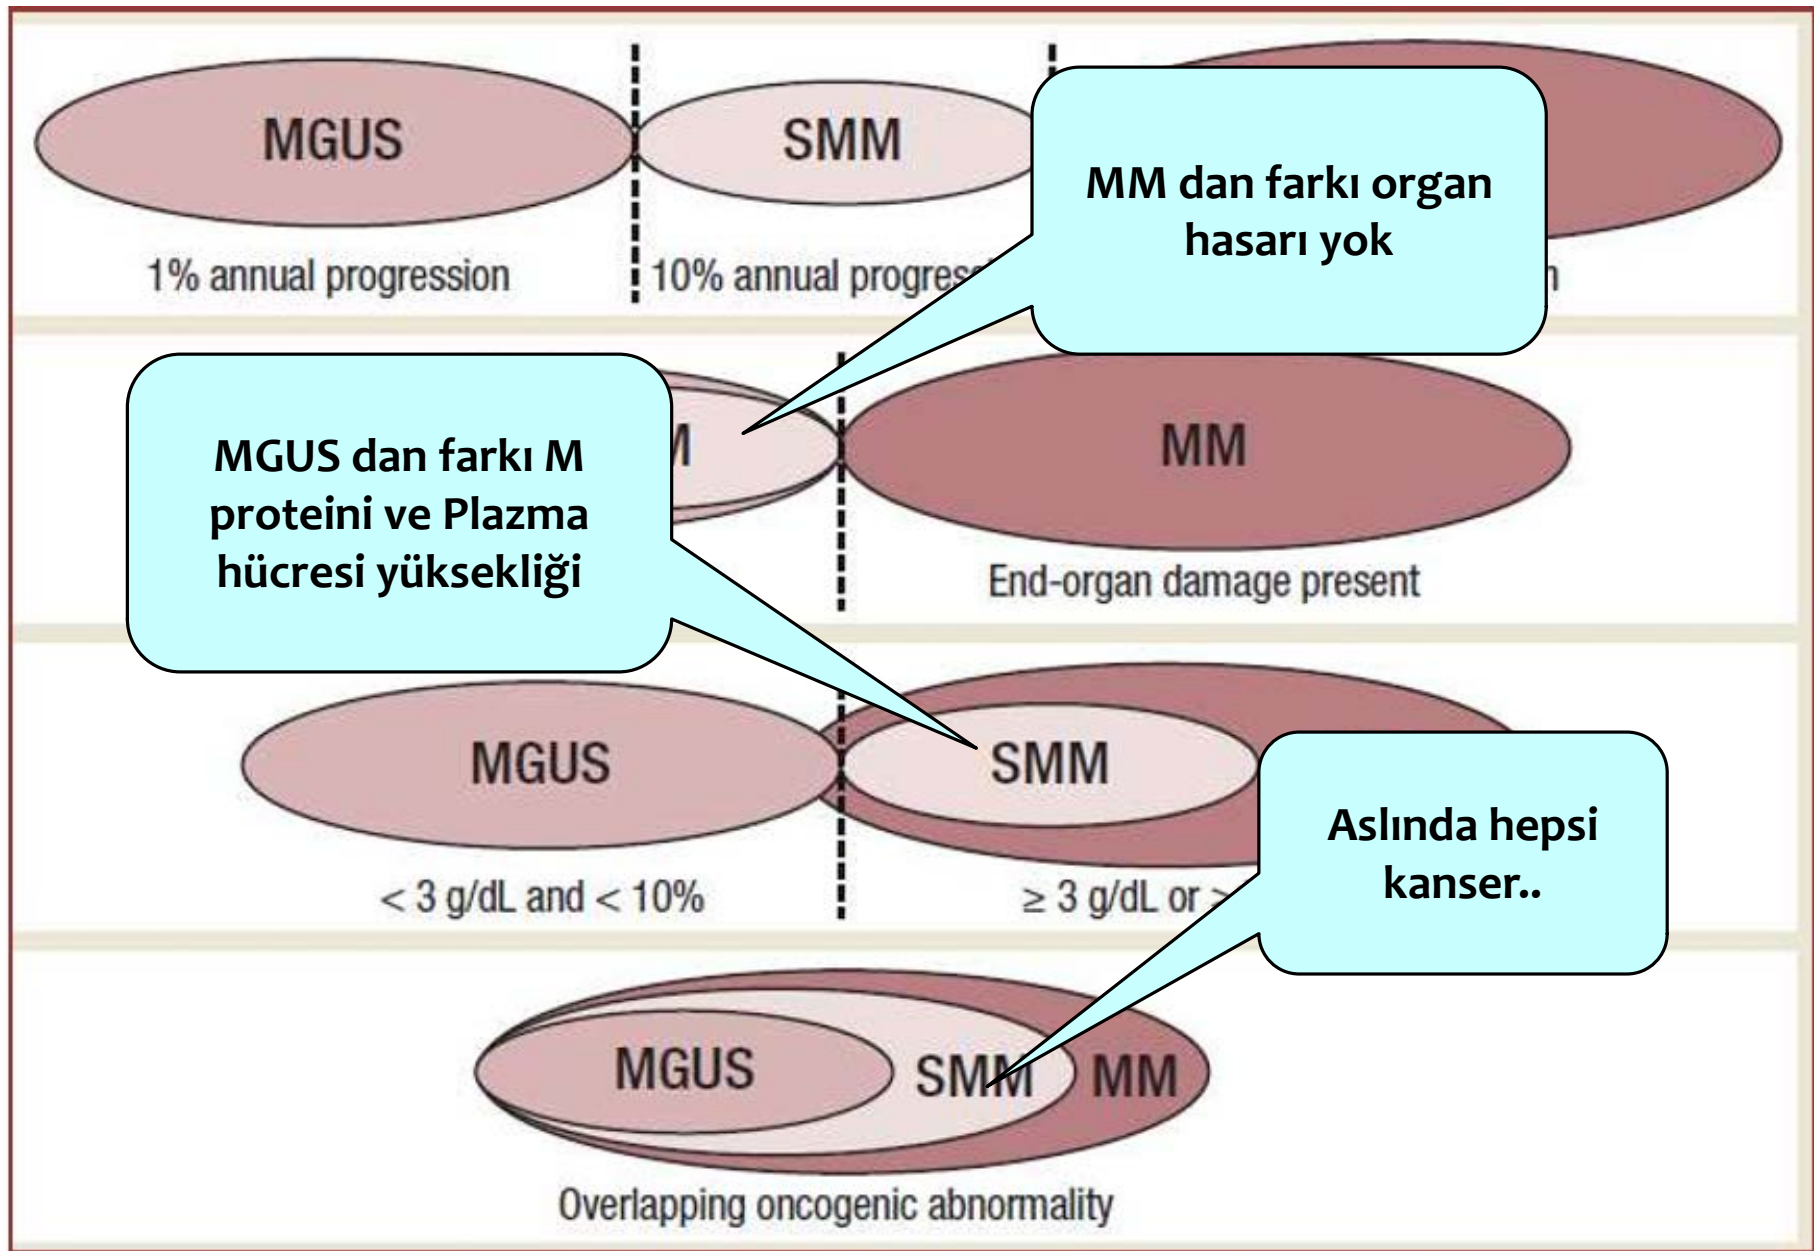 MGUS
SMM
MM dan farkı organ
hasarı yok
1% annual progression
10% annual
MGUS dan farkı M
proteini ve Plazma
hücresi yüksekliği
MM
End-organ damage present
MGUS
SMM
Aslında hepsi
kanser..
< 3 g/dL and < 10%
≥ 3 g/dL or
MGUS
SMM
MM
Overlapping oncogenic abnormality